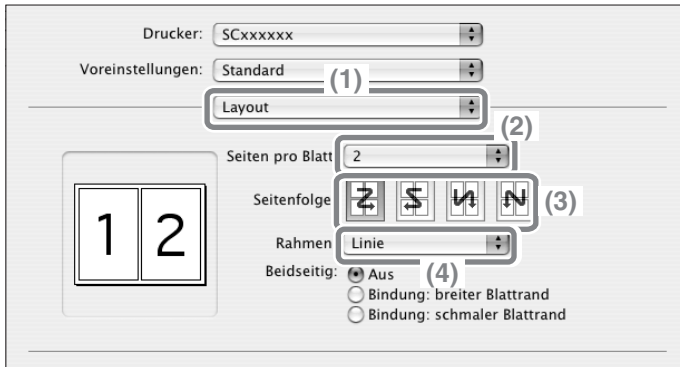 Drucker: SCxxxxxx
Voreinstellungen: Standard
(1)
Layout
(2)
Seiten pro Blatt 2
Seitenfolge (3)
Rahmen Linie
(4)
Beidseitig: Aus
Bindung: breiter Blattrand
Bindung: schmaler Blattrand
1 2